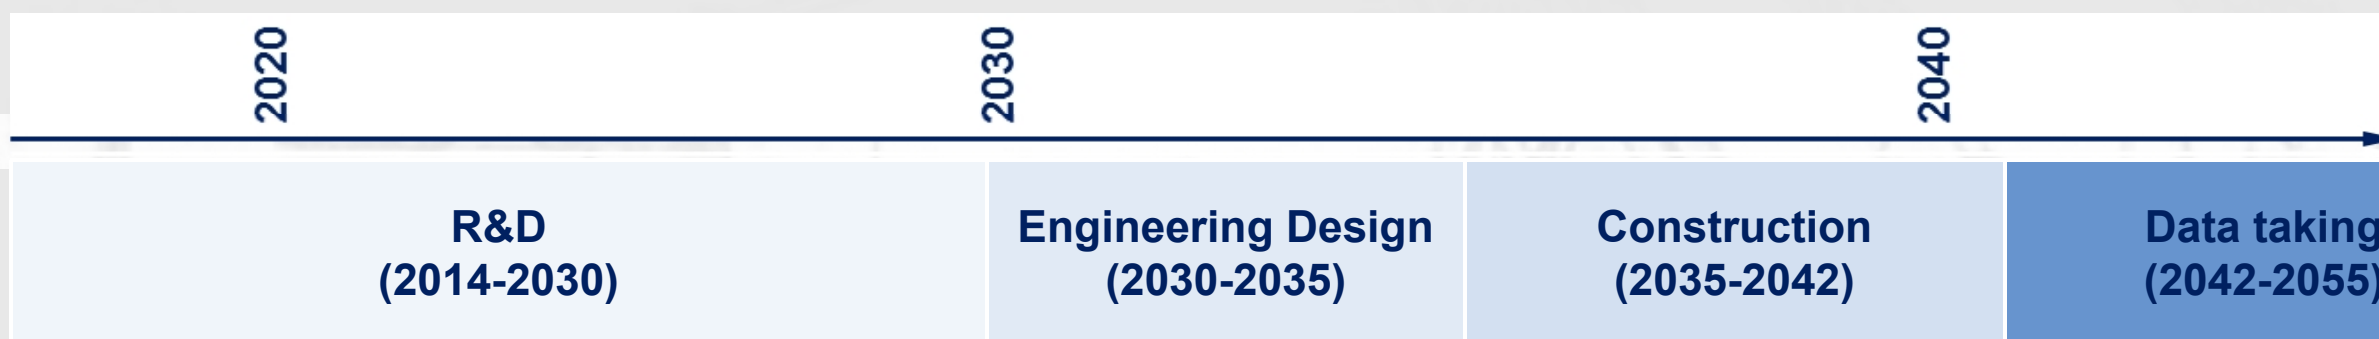 2020
2030
2040
R&D
(2014-2030)
Engineering Design
(2030-2035)
Construction
(2035-2042)
Data taking
(2042-2055)